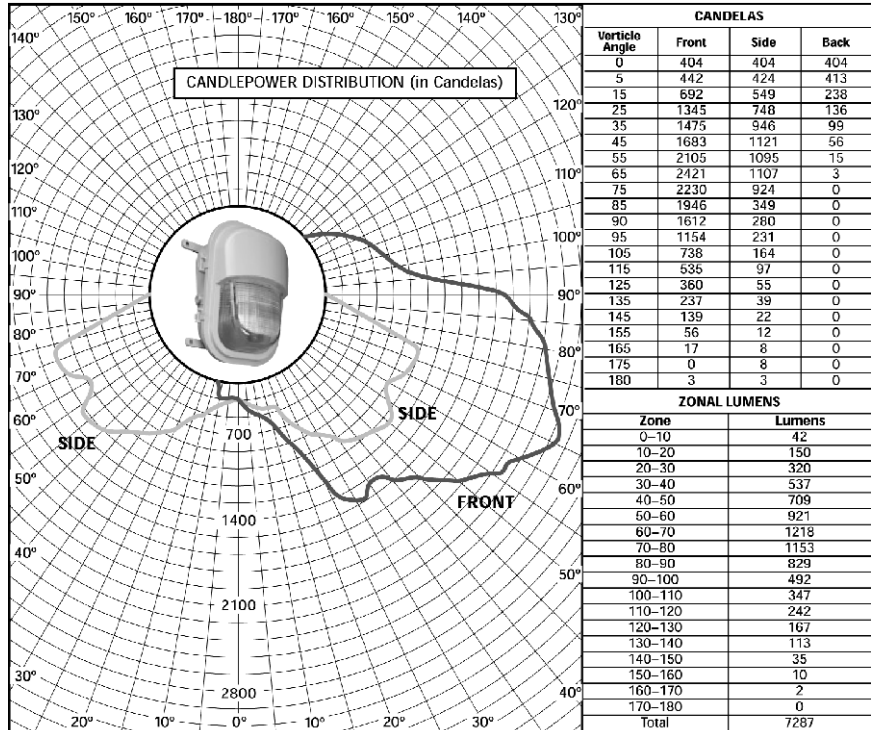 150° 160° 170° 180° 170° 160° 150° 130°
140°
CANDLEPOWER DISTRIBUTION (in Candelas)
130°
120°
110°
100°
90°
80°
70°
60°
50°
40°
30°
120°
110°
100°
90°
80°
70°
60°
50°
40°
SIDE
SIDE
FRONT
700
1400
2100
2800
20° 10° 0° 10° 20° 30°
CANDELAS
Verticle Angle Front Side Back
0 404 404 404
5 442 424 413
15 692 549 238
25 1345 748 136
35 1475 946 99
45 1683 1121 56
55 2105 1095 15
65 2421 1107 3
75 2230 924 0
85 1946 349 0
90 1612 280 0
95 1154 231 0
105 738 164 0
115 535 97 0
125 360 55 0
135 237 39 0
145 139 22 0
155 56 12 0
165 17 8 0
175 0 8 0
180 3 3 0
ZONAL LUMENS
Zone Lumens
0–10 42
10–20 150
20–30 320
30–40 537
40–50 709
50–60 921
60–70 1218
70–80 1153
80–90 829
90–100 492
100–110 347
110–120 242
120–130 167
130–140 113
140–150 35
150–160 10
160–170 2
170–180 0
Total 7287